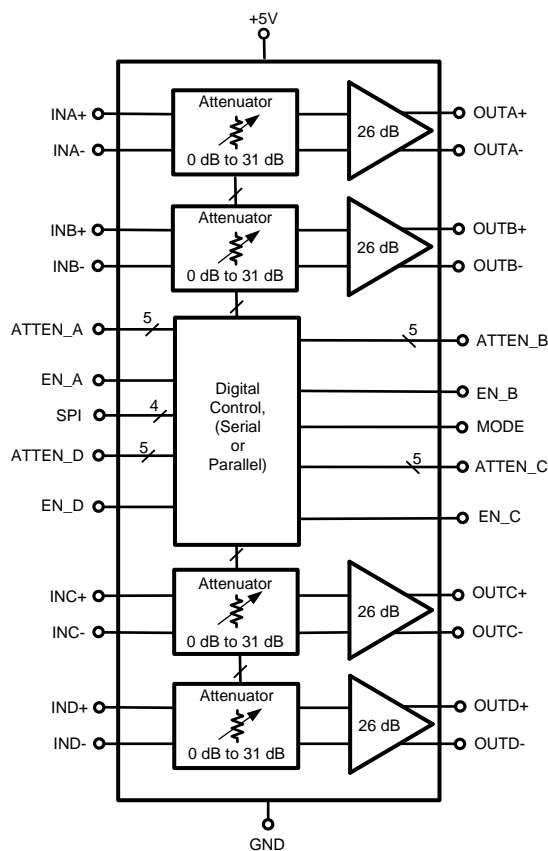 +5V
INA+
INA-
Attenuator
0 dB to 31 dB
26 dB
OUTA+
OUTA-
INB+
INB-
Attenuator
0 dB to 31 dB
26 dB
OUTB+
OUTB-
ATTEN_A
5
EN_A
SPI
4
ATTEN_D
5
EN_D
Digital
Control,
(Serial
or
Parallel)
5
ATTEN_B
EN_B
MODE
5
ATTEN_C
EN_C
INC+
INC-
Attenuator
0 dB to 31 dB
26 dB
OUTC+
OUTC-
IND+
IND-
Attenuator
0 dB to 31 dB
26 dB
OUTD+
OUTD-
GND